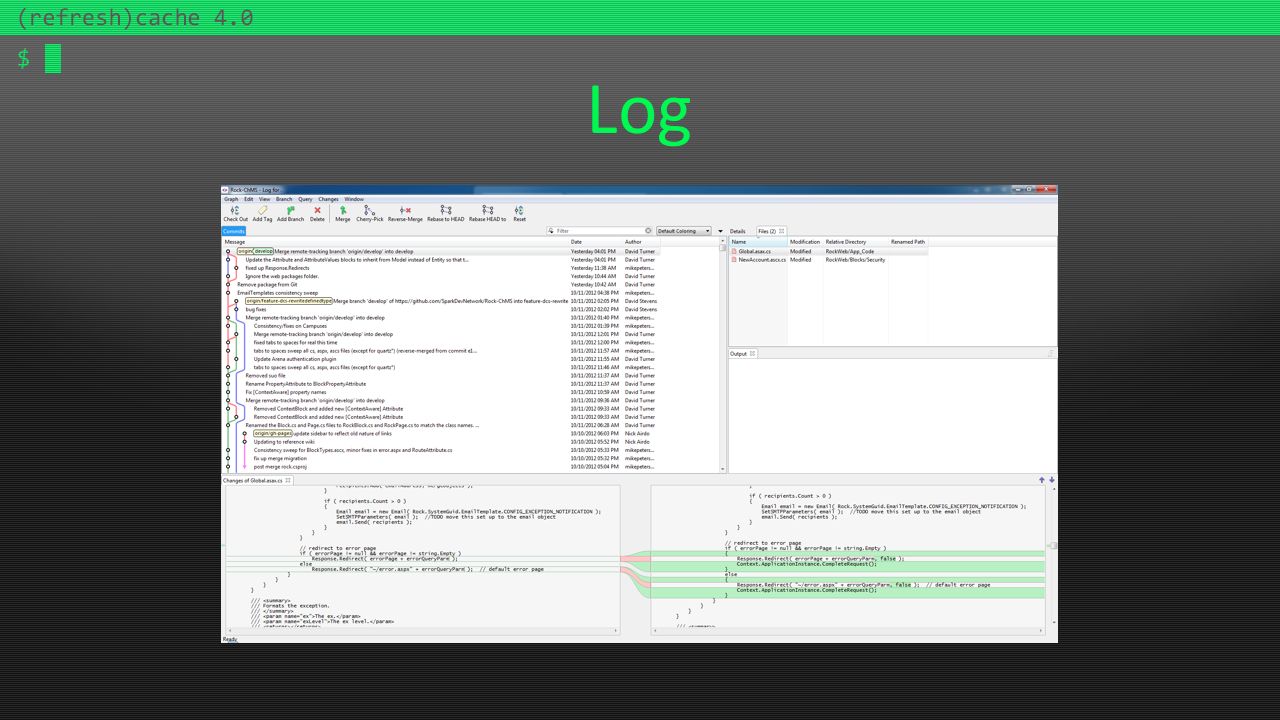 (refresh)cache 4.0
$
Log
Rock-ChMS - Log for
Graph Edit View Branch Query Changes Window
Check Out Add Tag Add Branch Delete Merge Cherry-Pick Reverse-Merge Rebase to HEAD Rebase HEAD to Reset
Commits Filter Default Coloring
Message Date Author
origin/develop Merge remote-tracking branch 'origin/develop' into develop Yesterday 04:01 PM David Turner
Update the Attribute and AttributeValues blocks to inherit from Model instead of Entity so that t... Yesterday 04:01 PM David Turner
fixed up Response.Redirects Yesterday 11:38 AM mikepeters...
Ignore the web packages folder. Yesterday 10:44 AM David Turner
Remove package from Git Yesterday 10:42 AM David Turner
EmailTemplates consistency sweep 10/11/2012 04:38 PM mikepeters...
origin/feature-dcs-rewritedefinedtype Merge branch 'develop' of https://github.com/SparkDevNetwork/Rock-ChMS into feature-dcs-rewrite 10/11/2012 02:05 PM David Stevens
bug fixes 10/11/2012 02:02 PM David Stevens
Merge remote-tracking branch 'origin/develop' into develop 10/11/2012 01:40 PM mikepeters...
Consistency/fixes on Campuses 10/11/2012 01:39 PM mikepeters...
Merge remote-tracking branch 'origin/develop' into develop 10/11/2012 12:01 PM David Turner
fixed tabs to spaces for real this time 10/11/2012 12:00 PM mikepeters...
tabs to spaces sweep all cs, aspx, ascs files (except for quartz*) (reverse-merged from commit e1... 10/11/2012 11:57 AM mikepeters...
Update Arena authentication plugin 10/11/2012 11:55 AM David Turner
tabs to spaces sweep all cs, aspx, ascs files (except for quartz*) 10/11/2012 11:46 AM mikepeters...
Removed suo file 10/11/2012 11:37 AM David Turner
Rename PropertyAttribute to BlockPropertyAttribute 10/11/2012 11:37 AM David Turner
Fix [ContextAware] property names 10/11/2012 10:59 AM David Turner
Merge remote-tracking branch 'origin/develop' into develop 10/11/2012 09:36 AM David Turner
Removed ContextBlock and added new [ContextAware] Attribute 10/11/2012 09:33 AM David Turner
Removed ContextBlock and added new [ContextAware] Attribute 10/11/2012 09:33 AM David Turner
Renamed the Block.cs and Page.cs files to RockBlock.cs and RockPage.cs to match the class names. ... 10/11/2012 06:28 AM David Turner
origin/gh-pages update sidebar to reflect old nature of links 10/10/2012 06:03 PM Nick Airdo
Updating to reference wiki 10/10/2012 05:52 PM Nick Airdo
Consistency sweep for BlockTypes.ascx, minor fixes in error.aspx and RouteAttribute.cs 10/10/2012 05:33 PM mikepeters...
fix up merge migration 10/10/2012 05:32 PM mikepeters...
post merge rock.csproj 10/10/2012 05:04 PM mikepeters...
Details Files (2)
Name Modification Relative Directory Renamed Path
Global.asax.cs Modified RockWeb/App_Code
NewAccount.ascx.cs Modified RockWeb/Blocks/Security
Output
Changes of Global.asax.cs
}
if ( recipients.Count > 0 )
{
Email email = new Email( Rock.SystemGuid.EmailTemplate.CONFIG_EXCEPTION_NOTIFICATION );
SetSMTPParameters( email ); //TODO move this set up to the email object
email.Send( recipients );
}
}
}
// redirect to error page
if ( errorPage != null && errorPage != string.Empty )
Response.Redirect( errorPage + errorQueryParm );
else
Response.Redirect( "~/error.aspx" + errorQueryParm ); // default error page
}
}
}
}
/// <summary>
/// Formats the exception.
/// </summary>
/// <param name="ex">The ex.</param>
/// <param name="exLevel">The ex level.</param>
}
if ( recipients.Count > 0 )
{
Email email = new Email( Rock.SystemGuid.EmailTemplate.CONFIG_EXCEPTION_NOTIFICATION );
SetSMTPParameters( email ); //TODO move this set up to the email object
email.Send( recipients );
}
}
}
// redirect to error page
if ( errorPage != null && errorPage != string.Empty )
{
Response.Redirect( errorPage + errorQueryParm, false );
Context.ApplicationInstance.CompleteRequest();
}
else
{
Response.Redirect( "~/error.aspx" + errorQueryParm, false ); // default error page
Context.ApplicationInstance.CompleteRequest();
}
}
}
}
/// <summary>
Ready